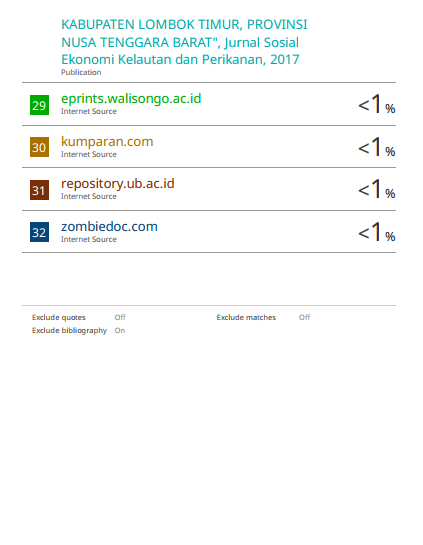 KABUPATEN LOMBOK TIMUR, PROVINSI
NUSA TENGGARA BARAT", Jurnal Sosial
Ekonomi Kelautan dan Perikanan, 2017
Publication
29 eprints.walisongo.ac.id <1%
Internet Source
30 kumparan.com <1%
Internet Source
31 repository.ub.ac.id <1%
Internet Source
32 zombiedoc.com <1%
Internet Source
Exclude quotes Off Exclude matches Off
Exclude bibliography On